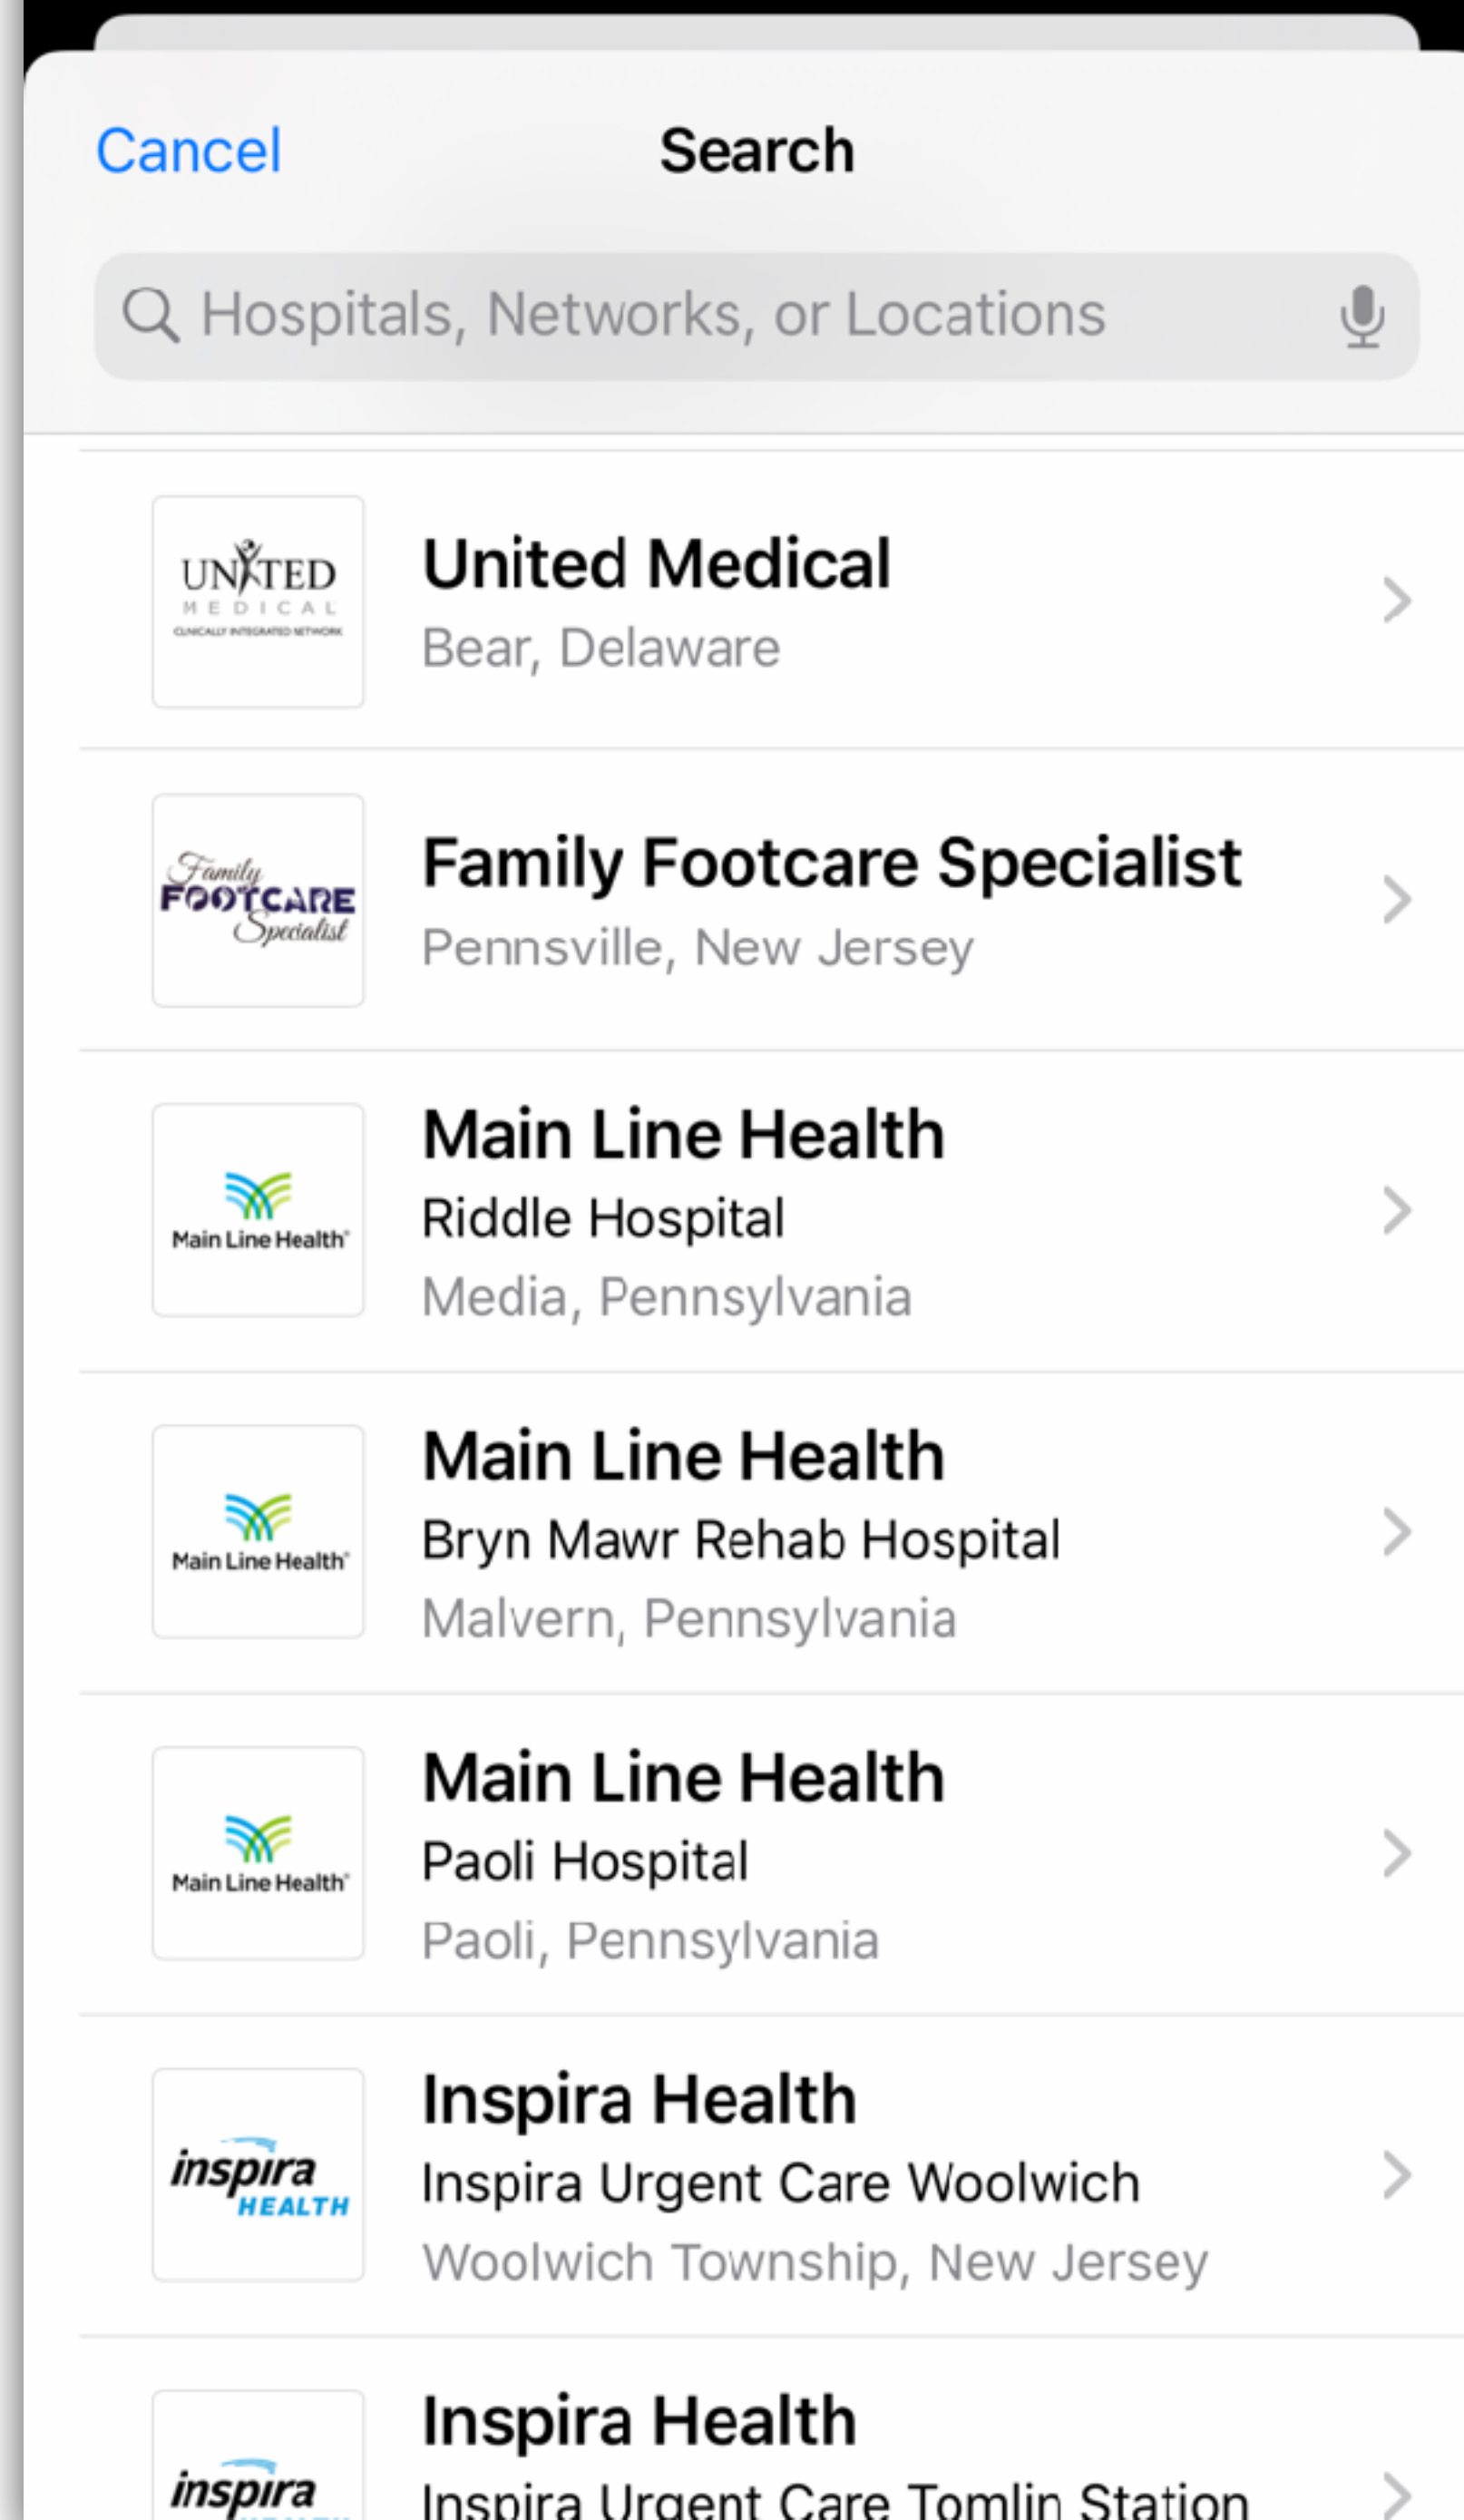 Cancel
Search
Hospitals, Networks, or Locations
UNITED
MEDICAL
CLINICALLY INTEGRATED NETWORK
United Medical
Bear, Delaware
Family
FOOTCARE
Specialist
Family Footcare Specialist
Pennsville, New Jersey
Main Line Health®
Main Line Health
Riddle Hospital
Media, Pennsylvania
Main Line Health®
Main Line Health
Bryn Mawr Rehab Hospital
Malvern, Pennsylvania
Main Line Health®
Main Line Health
Paoli Hospital
Paoli, Pennsylvania
inspira
HEALTH
Inspira Health
Inspira Urgent Care Woolwich
Woolwich Township, New Jersey
inspira
Inspira Health
Inspira Urgent Care Tomlin Station